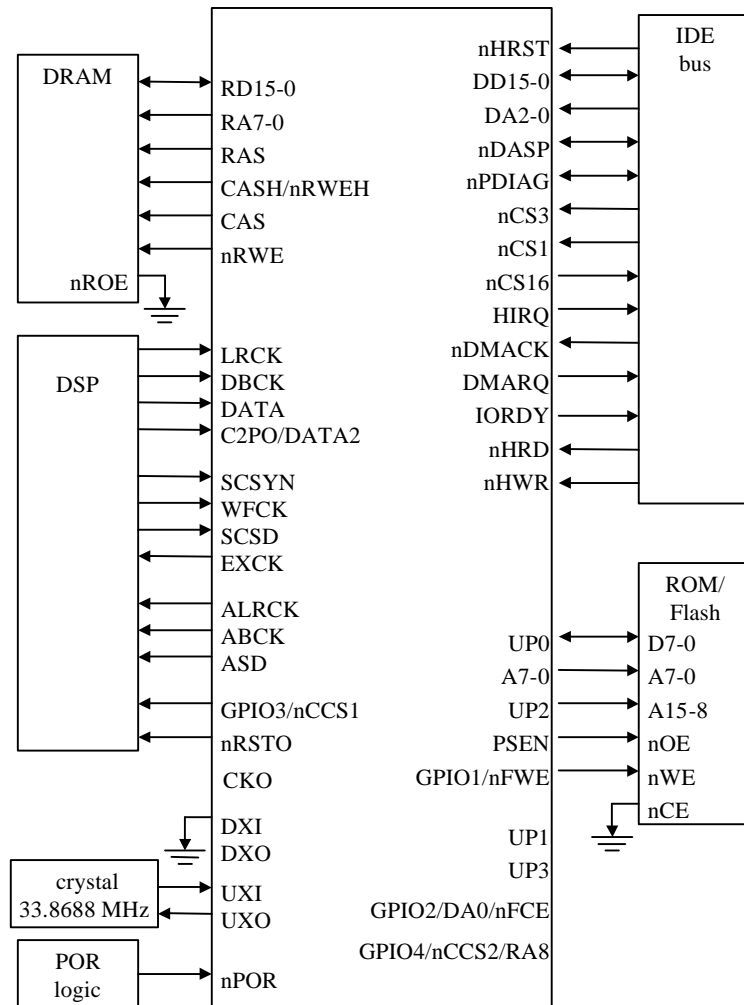 DRAM
nROE
DSP
crystal
33.8688 MHz
POR
logic
RD15-0
RA7-0
RAS
CASH/nRWEH
CAS
nRWE
LRCK
DBCK
DATA
C2PO/DATA2
SCSYN
WFCK
SCSD
EXCK
ALRCK
ABCK
ASD
GPIO3/nCCS1
nRSTO
CKO
DXI
DXO
UXI
UXO
nPOR
nHRST
DD15-0
DA2-0
nDASP
nPDIAG
nCS3
nCS1
nCS16
HIRQ
nDMACK
DMARQ
IORDY
nHRD
nHWR
UP0
A7-0
UP2
PSEN
GPIO1/nFWE
UP1
UP3
GPIO2/DA0/nFCE
GPIO4/nCCS2/RA8
IDE
bus
ROM/
Flash
D7-0
A7-0
A15-8
nOE
nWE
nCE